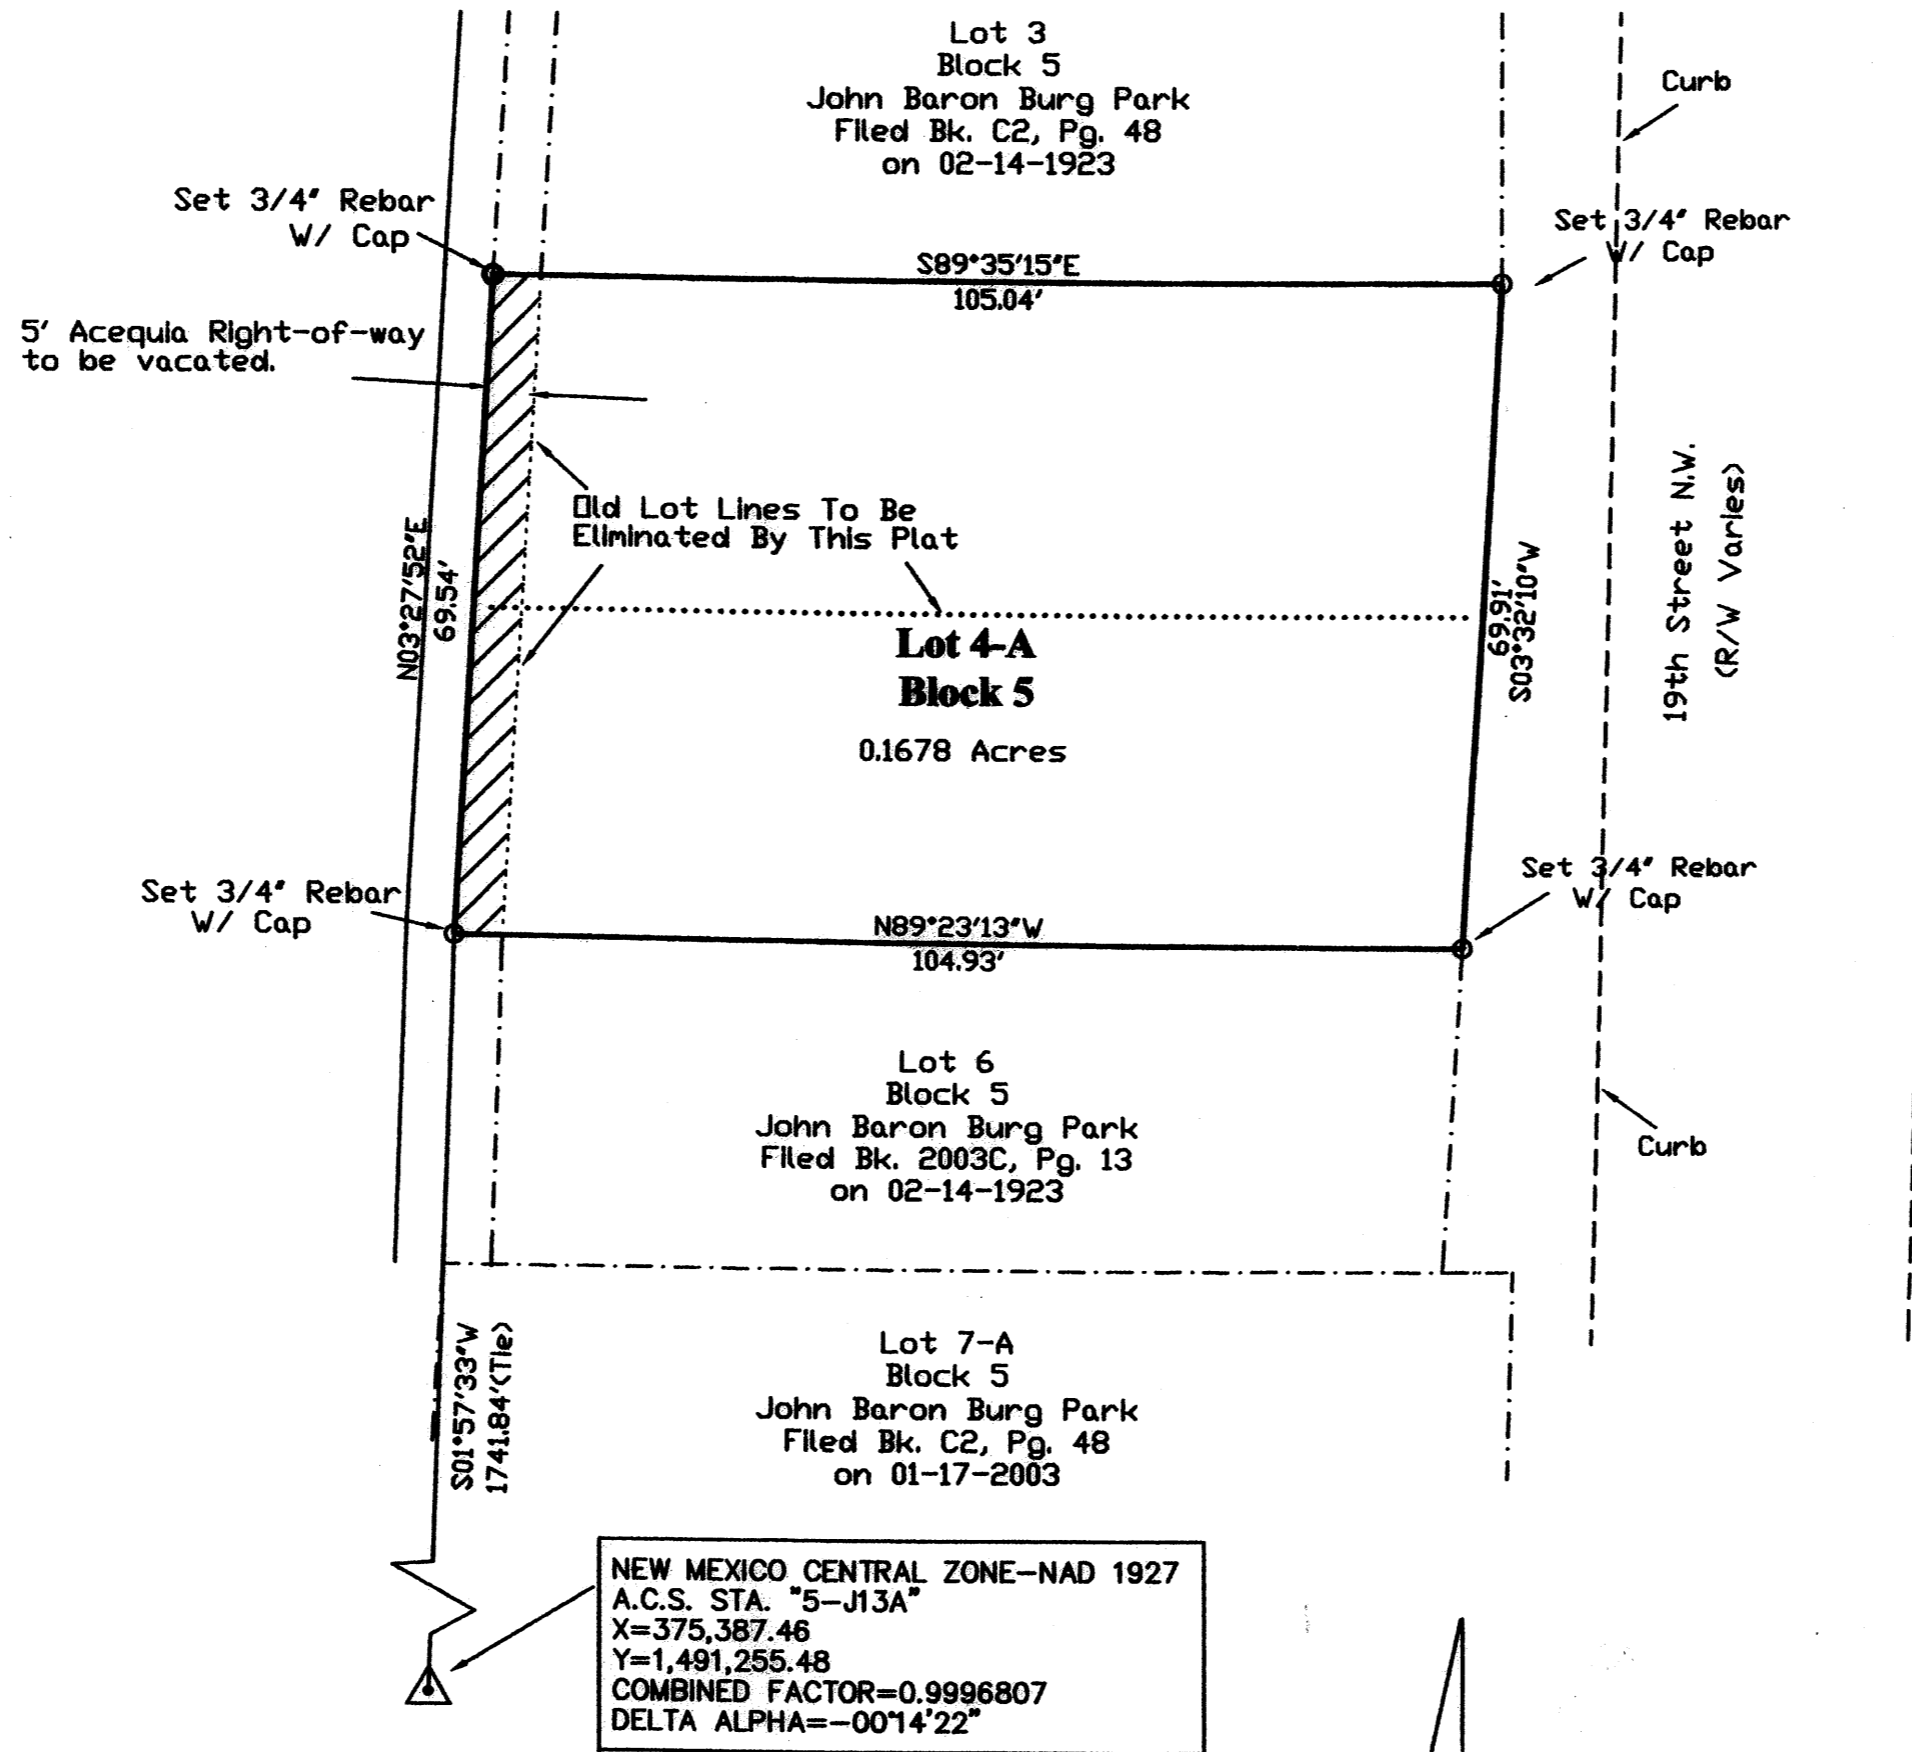 Lot 3
Block 5
John Baron Burg Park
Filed Bk. C2, Pg. 48
on 02-14-1923
Curb
Set 3/4" Rebar
W/ Cap
Set 3/4" Rebar
W/ Cap
S89°35'15"E
105.04'
5' Acequia Right-of-way
to be vacated.
Old Lot Lines To Be
Eliminated By This Plat
N03°27'52"E
69.54'
Lot 4-A
Block 5
0.1678 Acres
69.91'
S03°32'10"W
19th Street N.W.
(R/W Varies)
Set 3/4" Rebar
W/ Cap
Set 3/4" Rebar
W/ Cap
N89°23'13"W
104.93'
Lot 6
Block 5
John Baron Burg Park
Filed Bk. 2003C, Pg. 13
on 02-14-1923
Curb
S01°57'33"W
1741.84'(Tie)
Lot 7-A
Block 5
John Baron Burg Park
Filed Bk. C2, Pg. 48
on 01-17-2003
NEW MEXICO CENTRAL ZONE-NAD 1927
A.C.S. STA. "5-J13A"
X=375,387.46
Y=1,491,255.48
COMBINED FACTOR=0.9996807
DELTA ALPHA=-00°14'22"